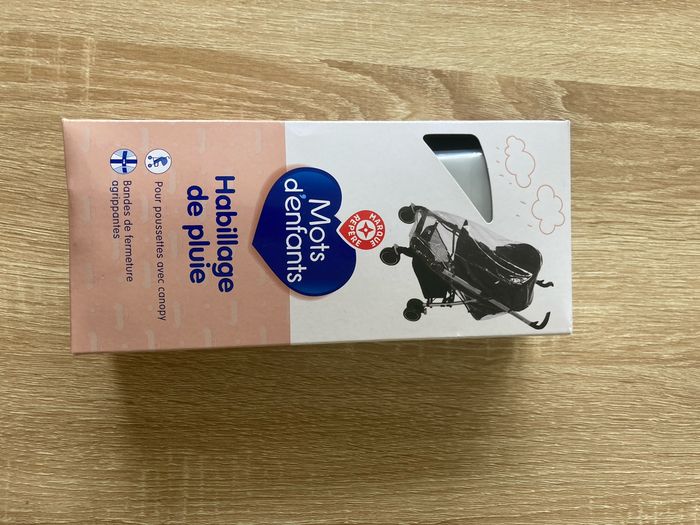 Mots
d'enfants
MARQUE
REPÈRE
Habillage
de pluie
Pour poussettes avec canopy
Bandes de fermeture
agrippantes